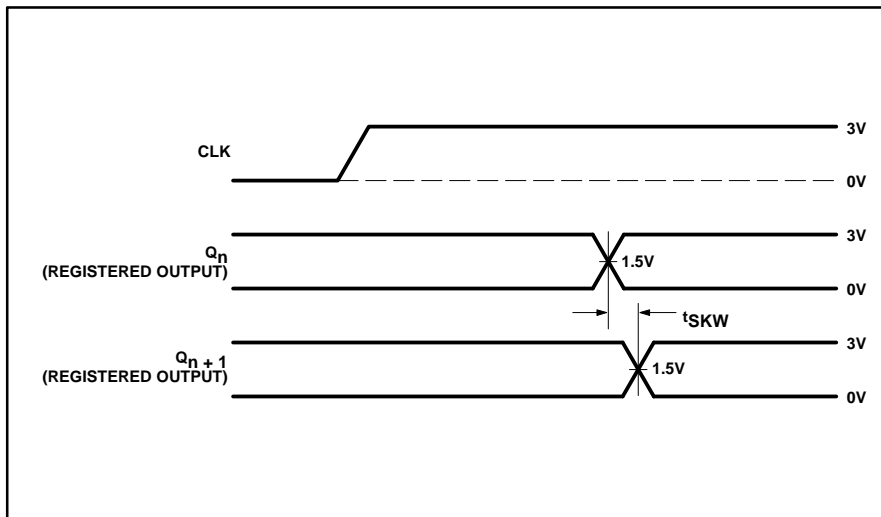 3V
CLK
0V
Qn
3V
(REGISTERED OUTPUT)
1.5V
0V
tSKW
Qn + 1
3V
(REGISTERED OUTPUT)
1.5V
0V